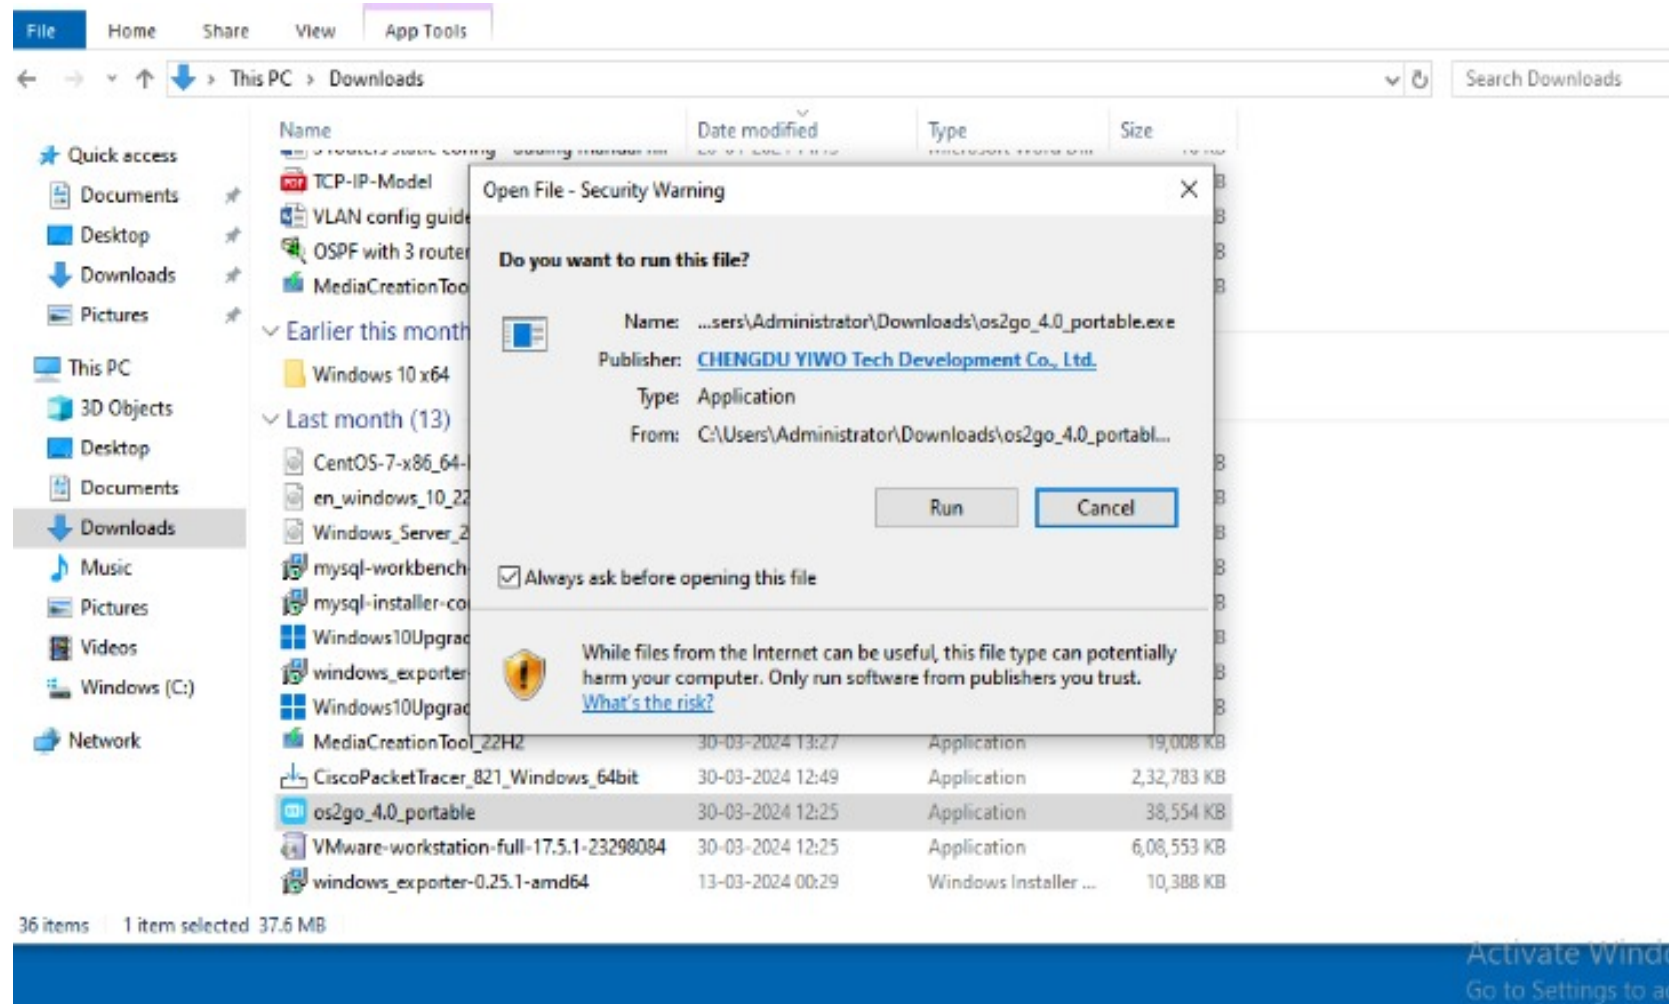 File Home Share View App Tools
This PC > Downloads
Search Downloads
Name Date modified Type Size
Quick access
Documents
Desktop
Downloads
Pictures
This PC
3D Objects
Desktop
Documents
Downloads
Music
Pictures
Videos
Windows (C:)
Network
TCP-IP-Model
VLAN config guide
OSPF with 3 router
MediaCreationToo
Earlier this month
Windows 10 x64
Last month (13)
CentOS-7-x86_64-
en_windows_10_22
Windows_Server_2
mysql-workbench-
mysql-installer-co
Windows10Upgrad
windows_exporter-
Windows10Upgrad
MediaCreationTool_22H2 30-03-2024 13:27 Application 19,008 KB
CiscoPacketTracer_821_Windows_64bit 30-03-2024 12:49 Application 2,32,783 KB
os2go_4.0_portable 30-03-2024 12:25 Application 38,554 KB
VMware-workstation-full-17.5.1-23298084 30-03-2024 12:25 Application 6,08,553 KB
windows_exporter-0.25.1-amd64 13-03-2024 00:29 Windows Installer ... 10,388 KB
Open File - Security Warning
Do you want to run this file?
Name: ...sers\Administrator\Downloads\os2go_4.0_portable.exe
Publisher: CHENGDU YIWO Tech Development Co., Ltd.
Type: Application
From: C:\Users\Administrator\Downloads\os2go_4.0_portabl...
Run Cancel
Always ask before opening this file
While files from the Internet can be useful, this file type can potentially
harm your computer. Only run software from publishers you trust.
What's the risk?
36 items 1 item selected 37.6 MB
Activate Windo
Go to Settings to a